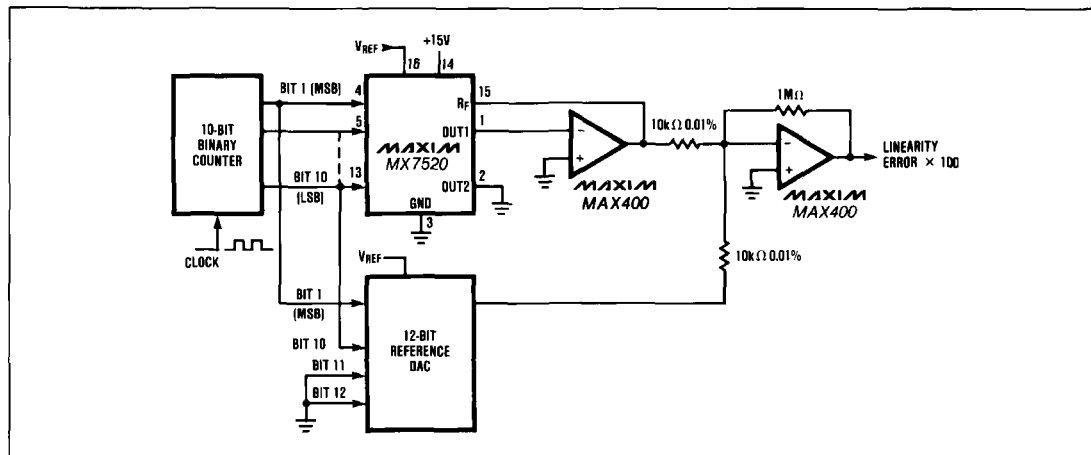 VREF
+15V
16
14
BIT 1 (MSB)
4
15
1MΩ
RF
10-BIT
BINARY
COUNTER
5
OUT1
1
10kΩ 0.01%
MAXIM
MX7520
LINEARITY
ERROR × 100
BIT 10
(LSB)
13
OUT2
2
MAXIM
MAX400
MAXIM
MAX400
GND
3
CLOCK
10kΩ 0.01%
VREF
BIT 1
(MSB)
12-BIT
REFERENCE
DAC
BIT 10
BIT 11
BIT 12